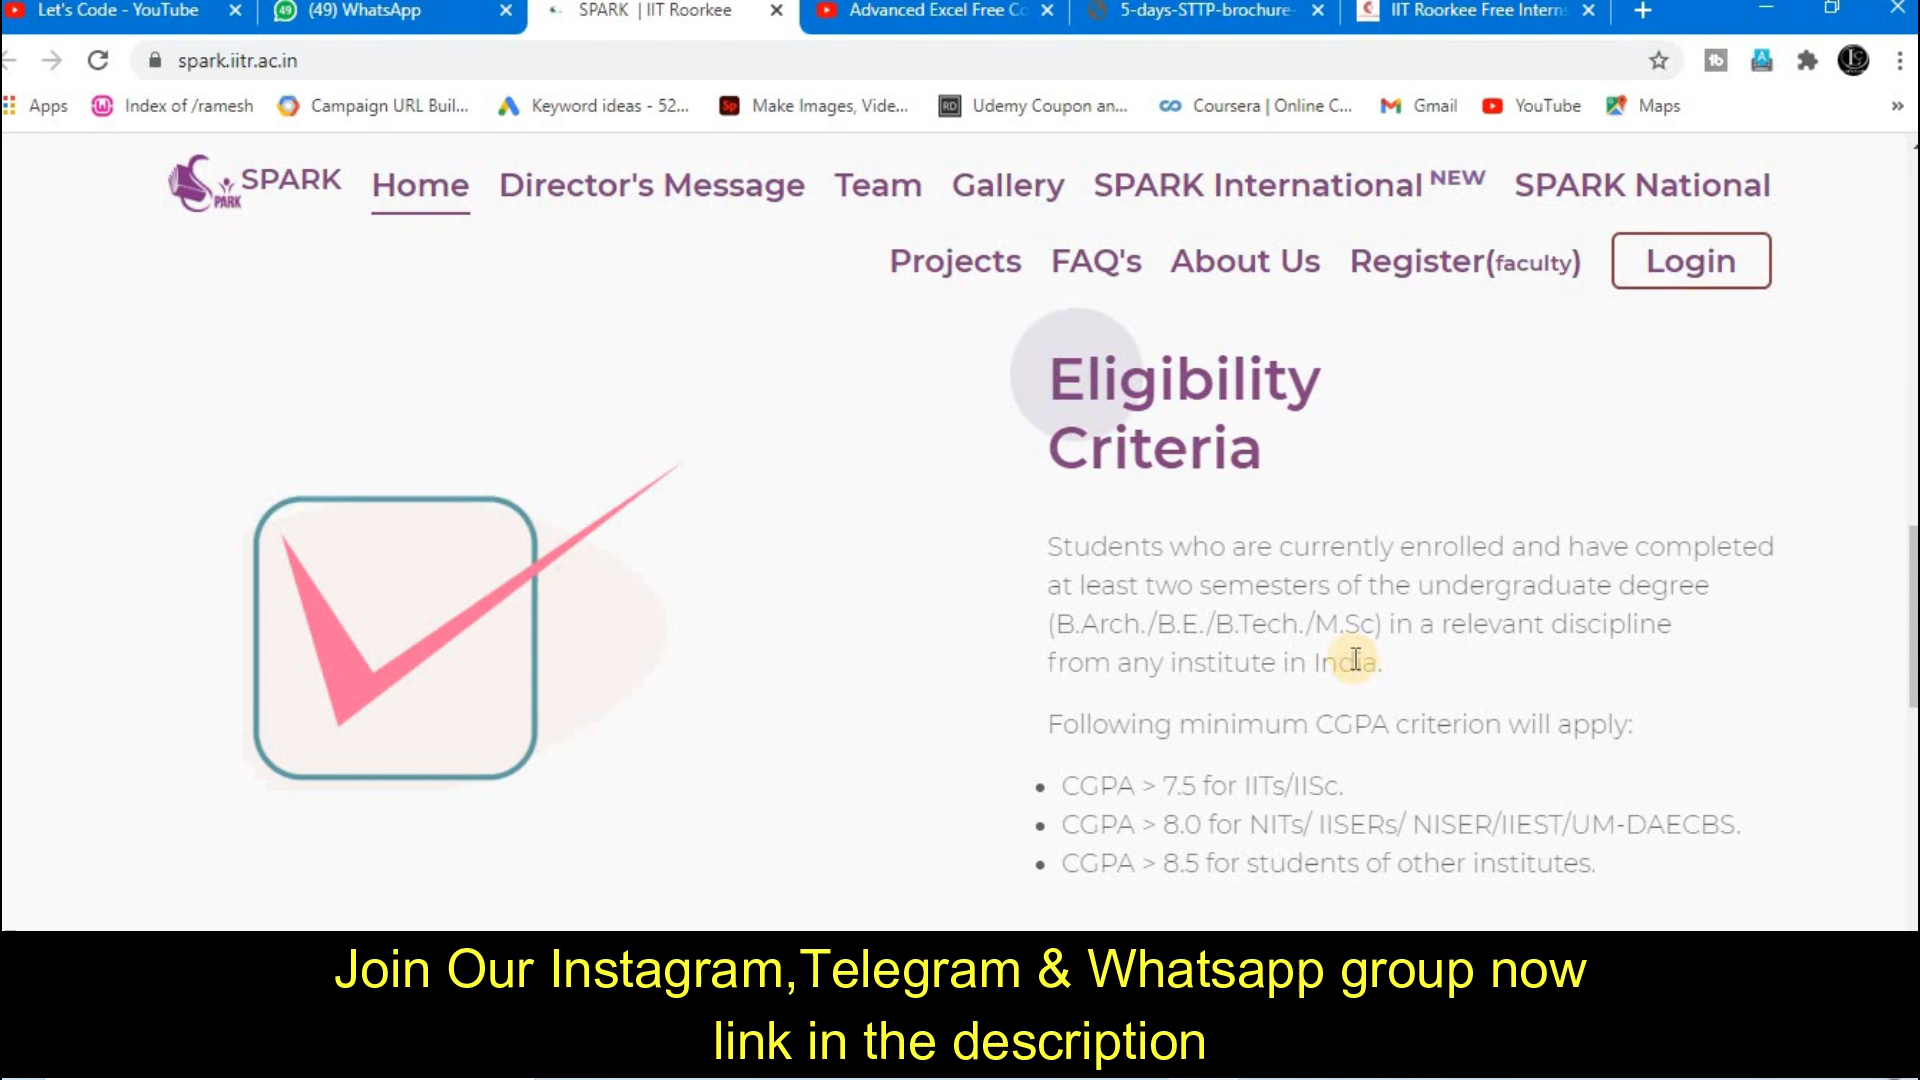 Let's Code - YouTube
(49) WhatsApp
SPARK | IIT Roorkee
Advanced Excel Free Co
5-days-STTP-brochure-
IIT Roorkee Free Intern
spark.iitr.ac.in
Apps
Index of /ramesh
Campaign URL Buil...
Keyword ideas - 52...
Make Images, Vide...
Udemy Coupon an...
Coursera | Online C...
Gmail
YouTube
Maps
SPARK
Home
Director's Message
Team
Gallery
SPARK International NEW
SPARK National
Projects
FAQ's
About Us
Register(faculty)
Login
Eligibility
Criteria
Students who are currently enrolled and have completed
at least two semesters of the undergraduate degree
(B.Arch./B.E./B.Tech./M.Sc) in a relevant discipline
from any institute in India.
Following minimum CGPA criterion will apply:
• CGPA > 7.5 for IITs/IISc.
• CGPA > 8.0 for NITs/ IISERs/ NISER/IIEST/UM-DAECBS.
• CGPA > 8.5 for students of other institutes.
Join Our Instagram,Telegram & Whatsapp group now
link in the description